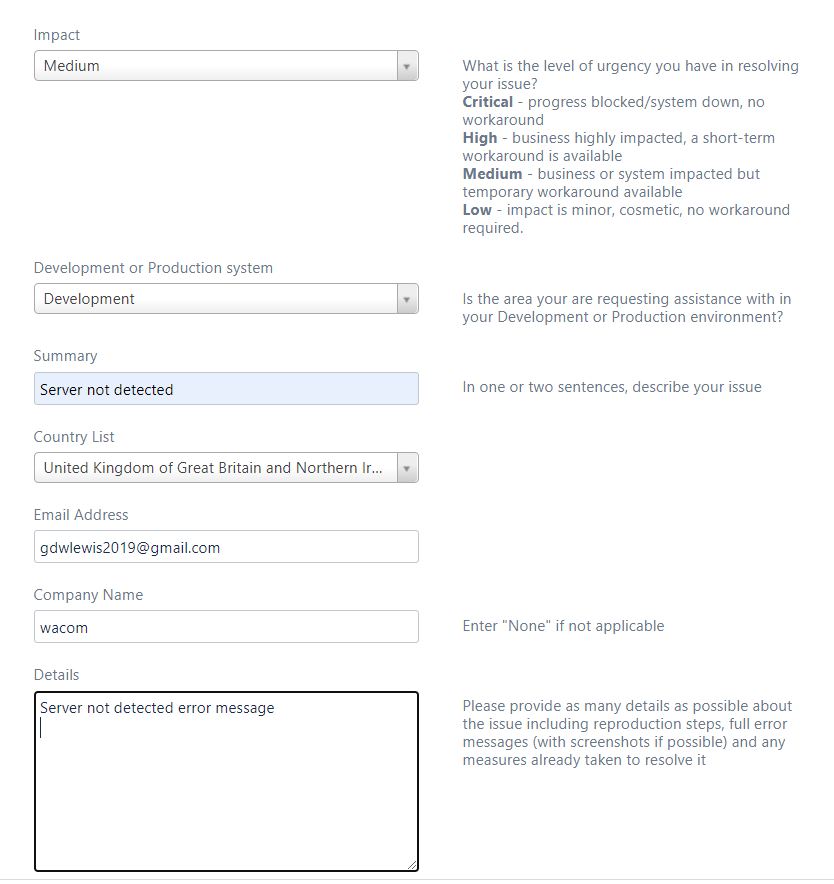 Impact
Medium
What is the level of urgency you have in resolving
your issue?
Critical - progress blocked/system down, no
workaround
High - business highly impacted, a short-term
workaround is available
Medium - business or system impacted but
temporary workaround available
Low - impact is minor, cosmetic, no workaround
required.
Development or Production system
Development
Is the area your are requesting assistance with in
your Development or Production environment?
Summary
Server not detected
In one or two sentences, describe your issue
Country List
United Kingdom of Great Britain and Northern Ir...
Email Address
gdwlewis2019@gmail.com
Company Name
wacom
Enter "None" if not applicable
Details
Server not detected error message
Please provide as many details as possible about
the issue including reproduction steps, full error
messages (with screenshots if possible) and any
measures already taken to resolve it